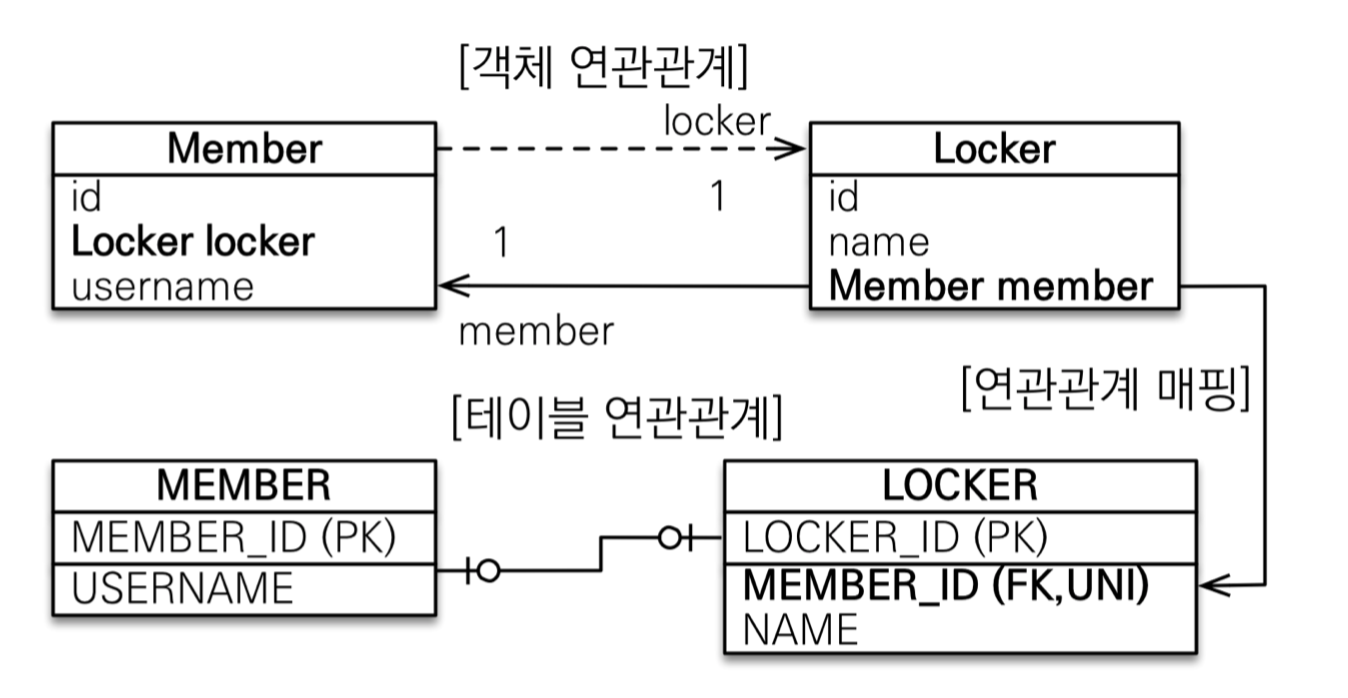 [객체 연관관계]
locker
Member
id
Locker locker
username
1
1
member
Locker
id
name
Member member
[연관관계 매핑]
[테이블 연관관계]
MEMBER
MEMBER_ID (PK)
USERNAME
LOCKER
LOCKER_ID (PK)
MEMBER_ID (FK,UNI)
NAME